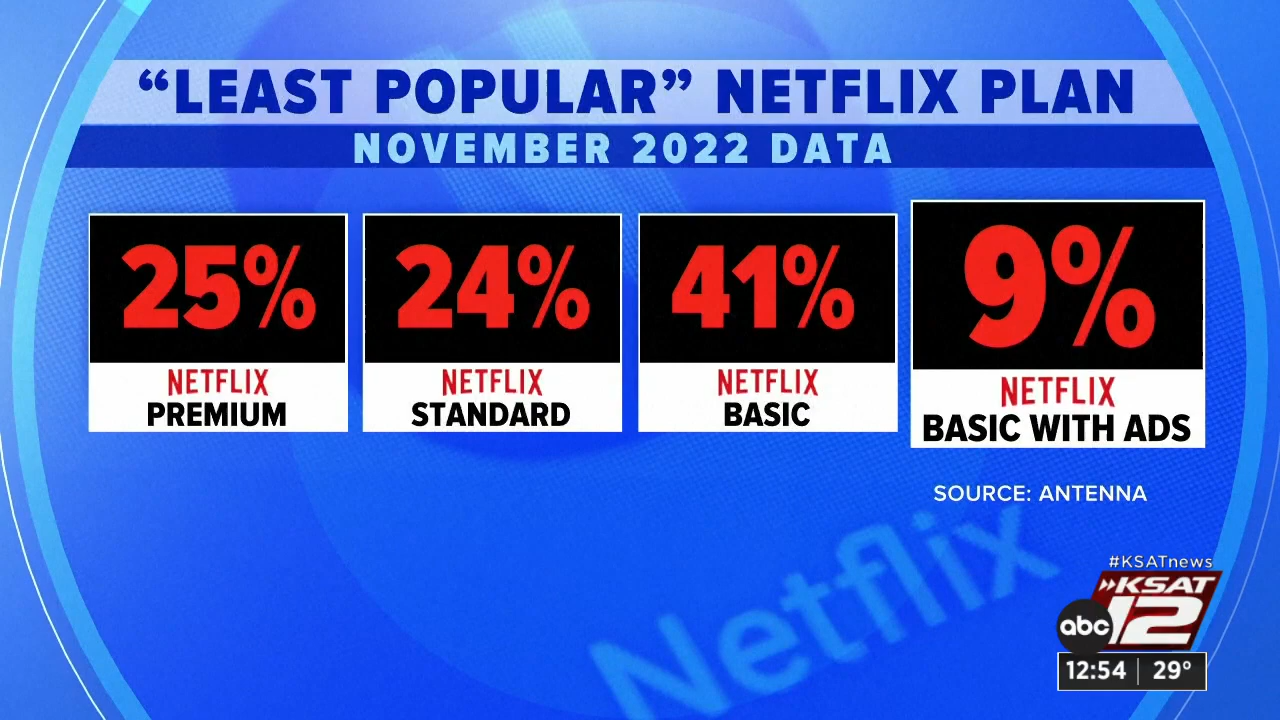 “LEAST POPULAR” NETFLIX PLAN
NOVEMBER 2022 DATA
25%
NETFLIX
PREMIUM
24%
NETFLIX
STANDARD
41%
NETFLIX
BASIC
9%
NETFLIX
BASIC WITH ADS
SOURCE: ANTENNA
Netflix
#KSATnews
KSAT
abc 12
12:54 29°